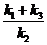 k₁ + k₃
k₂